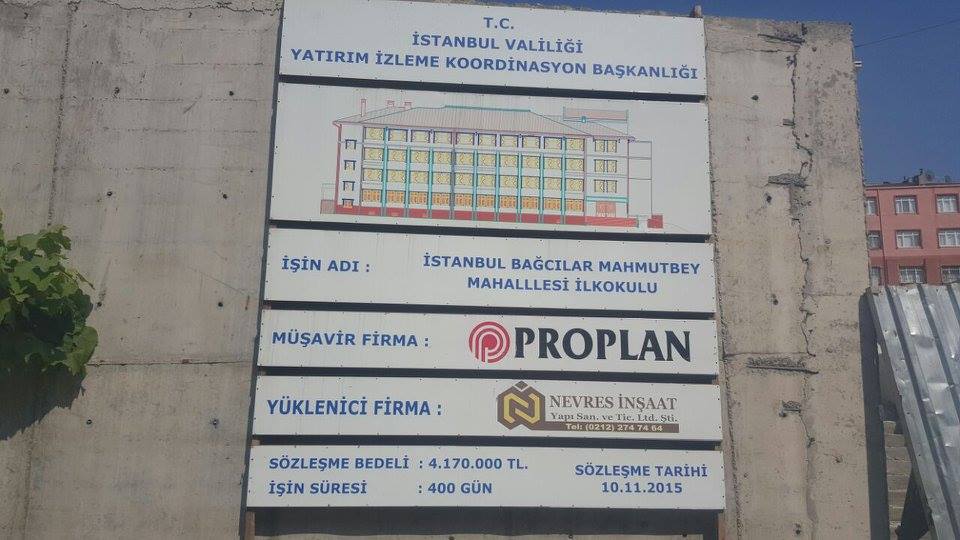 T.C.
İSTANBUL VALİLİĞİ
YATIRIM İZLEME KOORDİNASYON BAŞKANLIĞI
İŞİN ADI : İSTANBUL BAĞCILAR MAHMUTBEY
MAHALLLESİ İLKOKULU
MÜŞAVİR FİRMA : PROPLAN
YÜKLENİCİ FİRMA : NEVRES İNŞAAT
Yapı San. ve Tic. Ltd. Şti.
Tel: (0212) 274 74 64
SÖZLEŞME BEDELİ : 4.170.000 TL.
İŞİN SÜRESİ : 400 GÜN
SÖZLEŞME TARİHİ
10.11.2015